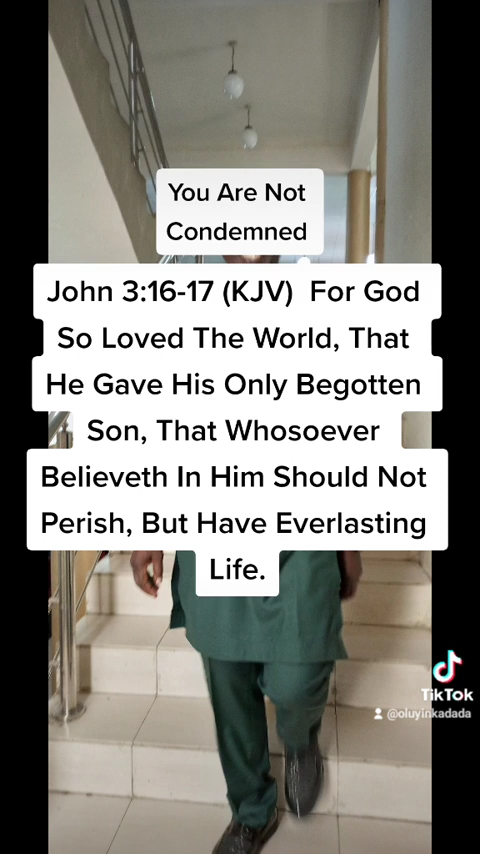 You Are Not
Condemned
John 3:16-17 (KJV) For God
So Loved The World, That
He Gave His Only Begotten
Son, That Whosoever
Believeth In Him Should Not
Perish, But Have Everlasting
Life.
TikTok
@oluyinkadada